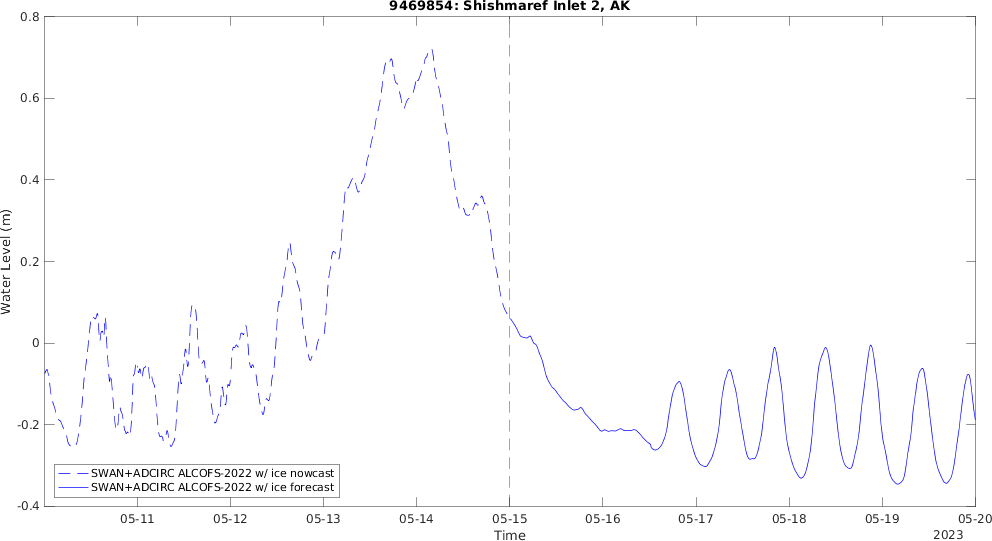 9469854: Shishmaref Inlet 2, AK
0.8
0.6
0.4
0.2
0
-0.2
-0.4
Water Level (m)
SWAN+ADCIRC ALCOFS-2022 w/ ice nowcast
SWAN+ADCIRC ALCOFS-2022 w/ ice forecast
05-11 05-12 05-13 05-14 05-15 05-16 05-17 05-18 05-19 05-20
Time
2023